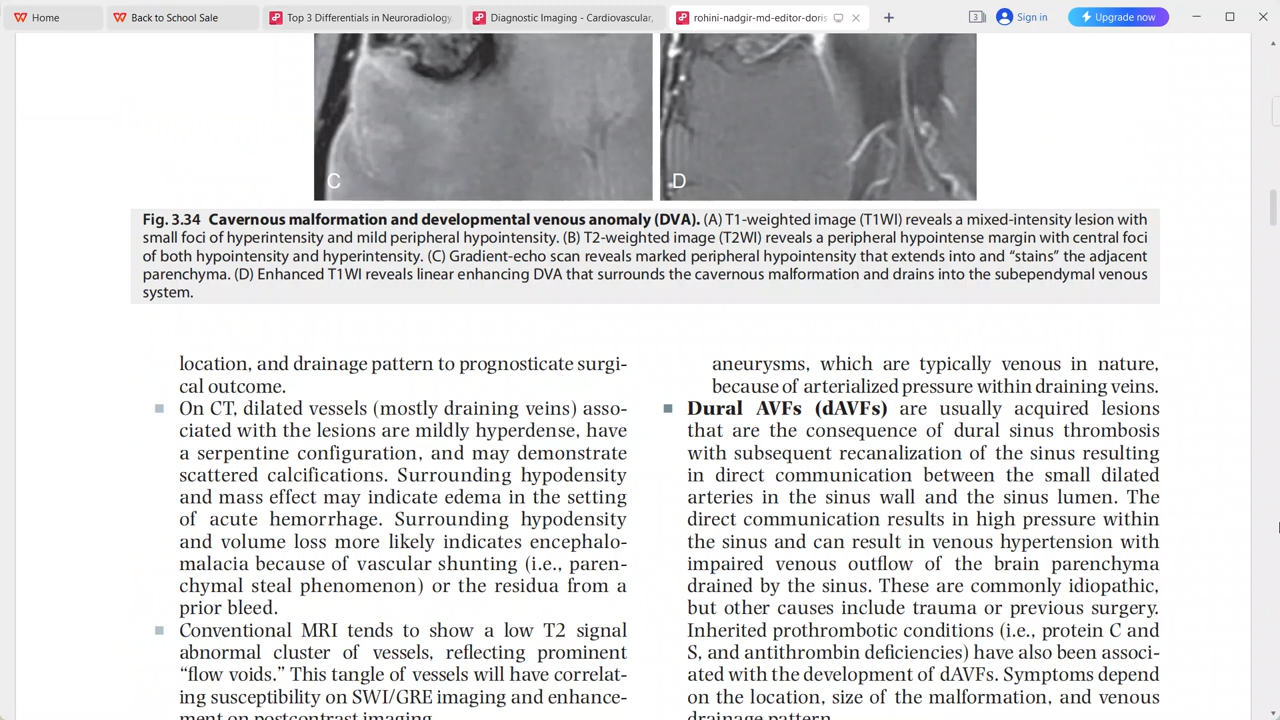 Home
Back to School Sale
Top 3 Differentials in Neuroradiology
Diagnostic Imaging - Cardiovascular,
rohini-nadgir-md-editor-doris
3
Sign in
Upgrade now
C
D
Fig. 3.34 Cavernous malformation and developmental venous anomaly (DVA). (A) T1-weighted image (T1WI) reveals a mixed-intensity lesion with
small foci of hyperintensity and mild peripheral hypointensity. (B) T2-weighted image (T2WI) reveals a peripheral hypointense margin with central foci
of both hypointensity and hyperintensity. (C) Gradient-echo scan reveals marked peripheral hypointensity that extends into and “stains” the adjacent
parenchyma. (D) Enhanced T1WI reveals linear enhancing DVA that surrounds the cavernous malformation and drains into the subependymal venous
system.
location, and drainage pattern to prognosticate surgi-
cal outcome.
On CT, dilated vessels (mostly draining veins) asso-
ciated with the lesions are mildly hyperdense, have
a serpentine configuration, and may demonstrate
scattered calcifications. Surrounding hypodensity
and mass effect may indicate edema in the setting
of acute hemorrhage. Surrounding hypodensity
and volume loss more likely indicates encephalo-
malacia because of vascular shunting (i.e., paren-
chymal steal phenomenon) or the residua from a
prior bleed.
Conventional MRI tends to show a low T2 signal
abnormal cluster of vessels, reflecting prominent
“flow voids.” This tangle of vessels will have correlat-
ing susceptibility on SWI/GRE imaging and enhance-
ment on postcontrast imaging.
aneurysms, which are typically venous in nature,
because of arterialized pressure within draining veins.
Dural AVFs (dAVFs) are usually acquired lesions
that are the consequence of dural sinus thrombosis
with subsequent recanalization of the sinus resulting
in direct communication between the small dilated
arteries in the sinus wall and the sinus lumen. The
direct communication results in high pressure within
the sinus and can result in venous hypertension with
impaired venous outflow of the brain parenchyma
drained by the sinus. These are commonly idiopathic,
but other causes include trauma or previous surgery.
Inherited prothrombotic conditions (i.e., protein C and
S, and antithrombin deficiencies) have also been associ-
ated with the development of dAVFs. Symptoms depend
on the location, size of the malformation, and venous
drainage pattern.